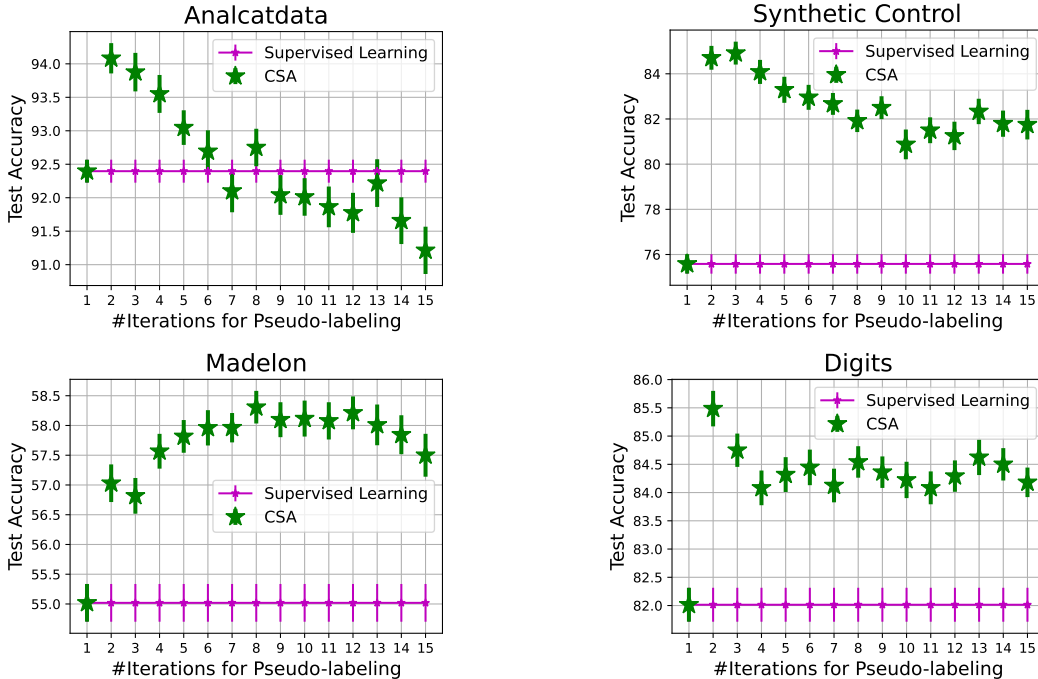 Analcatdata
Test Accuracy
94.0
93.5
93.0
92.5
92.0
91.5
91.0
Supervised Learning
CSA
1 2 3 4 5 6 7 8 9 10 11 12 13 14 15
#Iterations for Pseudo-labeling
Synthetic Control
Test Accuracy
84
82
80
78
76
Supervised Learning
CSA
1 2 3 4 5 6 7 8 9 10 11 12 13 14 15
#Iterations for Pseudo-labeling
Madelon
Test Accuracy
58.5
58.0
57.5
57.0
56.5
56.0
55.5
55.0
Supervised Learning
CSA
1 2 3 4 5 6 7 8 9 10 11 12 13 14 15
#Iterations for Pseudo-labeling
Digits
Test Accuracy
86.0
85.5
85.0
84.5
84.0
83.5
83.0
82.5
82.0
Supervised Learning
CSA
1 2 3 4 5 6 7 8 9 10 11 12 13 14 15
#Iterations for Pseudo-labeling